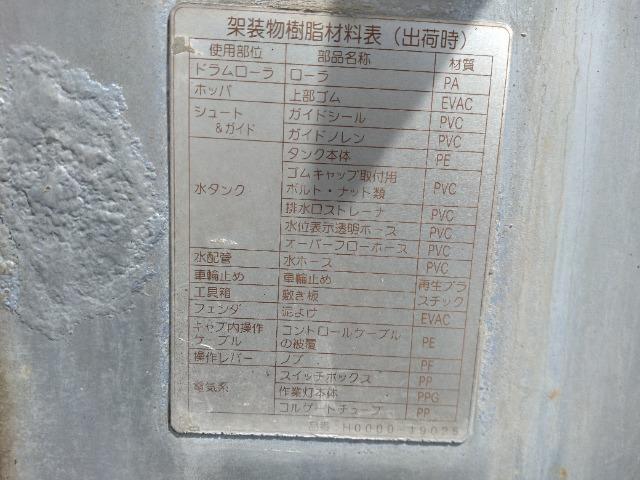 架装物樹脂材料表（出荷時）
使用部位 部品名称 材質
ドラムローラ ローラ PA
ホッパ 上部ゴム EVAC
シュート ガイドシール PVC
&ガイド ガイドノレン PVC
タンク本体 PE
ゴムキャップ取付用
水タンク ボルト・ナット類 PVC
排水口ストレーナ PVC
水位表示透明ホース PVC
オーバーフローホース PVC
水配管 水ホース PVC
車輪止め 車輪止め 再生プラ
工具箱 敷き板 スチック
フェンダ 泥よけ EVAC
キャブ内操作 コントロールケーブル
ケーブル の被覆 PE
操作レバー ノブ PF
スイッチボックス PP
電気系 作業灯本体 PPG
コルゲートチューブ PP
品番:H0000-1902